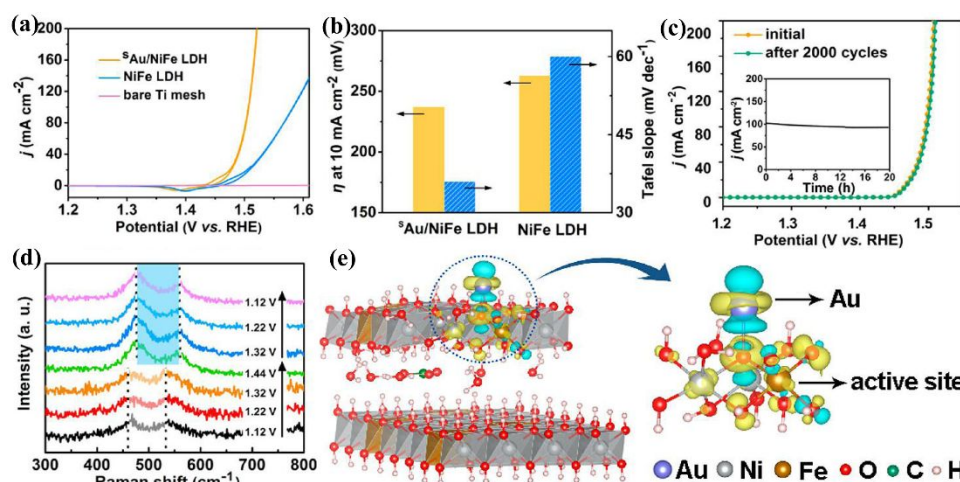 (a)
200
160
120
80
40
0
j (mA cm⁻²)
ˢAu/NiFe LDH
NiFe LDH
bare Ti mesh
1.2 1.3 1.4 1.5 1.6
Potential (V vs. RHE)
(b)
300
250
200
150
η at 10 mA cm⁻² (mV)
60
45
30
Tafel slope (mV dec⁻¹)
ˢAu/NiFe LDH NiFe LDH
(c)
200
160
120
80
40
0
j (mA cm⁻²)
initial
after 2000 cycles
200
150
100
50
0
j (mA cm⁻²)
0 4 8 12 16 20
Time (h)
1.2 1.3 1.4 1.5
Potential (V vs. RHE)
(d)
Intensity (a. u.)
1.12 V
1.22 V
1.32 V
1.44 V
1.32 V
1.22 V
1.12 V
300 400 500 600 700 800
Raman shift (cm⁻¹)
(e)
Au
active site
Au Ni Fe O C H